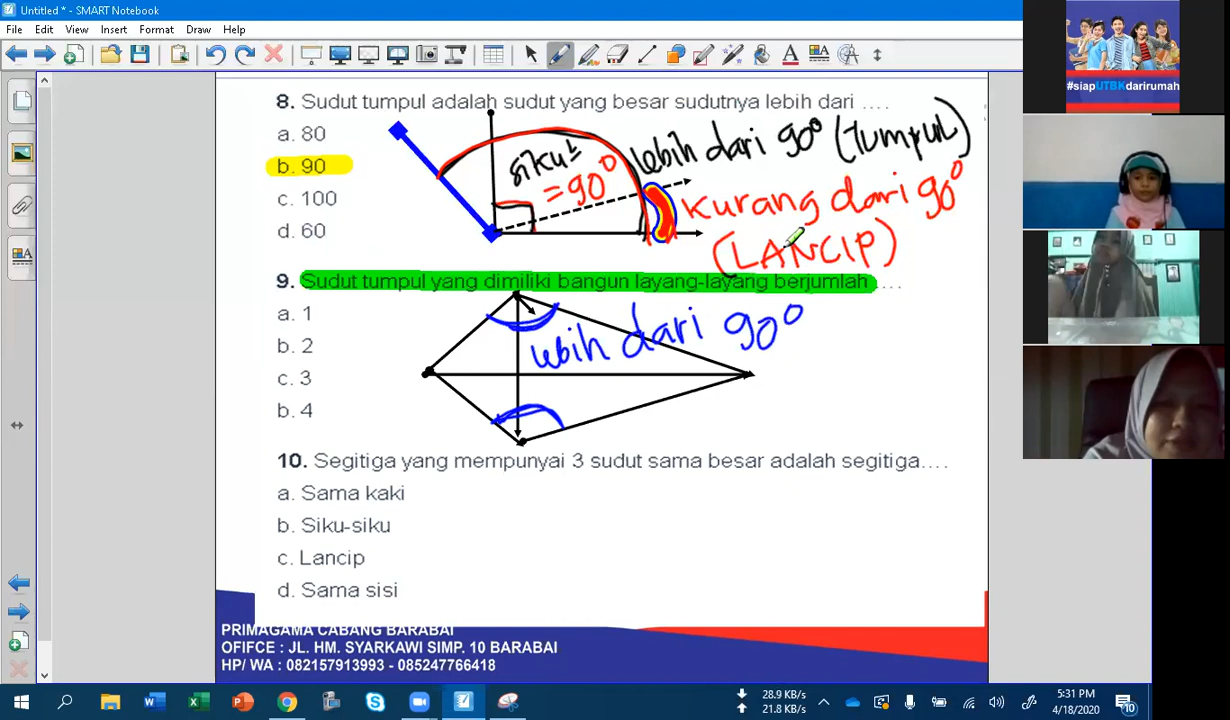 Untitled * - SMART Notebook
File Edit View Insert Format Draw Help
8. Sudut tumpul adalah sudut yang besar sudutnya lebih dari ....
a. 80
b. 90
c. 100
d. 60
siku²
= 90°
lebih dari 90° (TUMPUL)
kurang dari 90°
(LANCIP)
9. Sudut tumpul yang dimiliki bangun layang-layang berjumlah ....
a. 1
b. 2
c. 3
b. 4
lebih dari 90°
10. Segitiga yang mempunyai 3 sudut sama besar adalah segitiga....
a. Sama kaki
b. Siku-siku
c. Lancip
d. Sama sisi
PRIMAGAMA CABANG BARABAI
OFIFCE : JL. HM. SYARKAWI SIMP. 10 BARABAI
HP/ WA : 082157913993 - 085247766418
#siapUTBKdarirumah
28.9 KB/s
21.8 KB/s
5:31 PM
4/18/2020
10